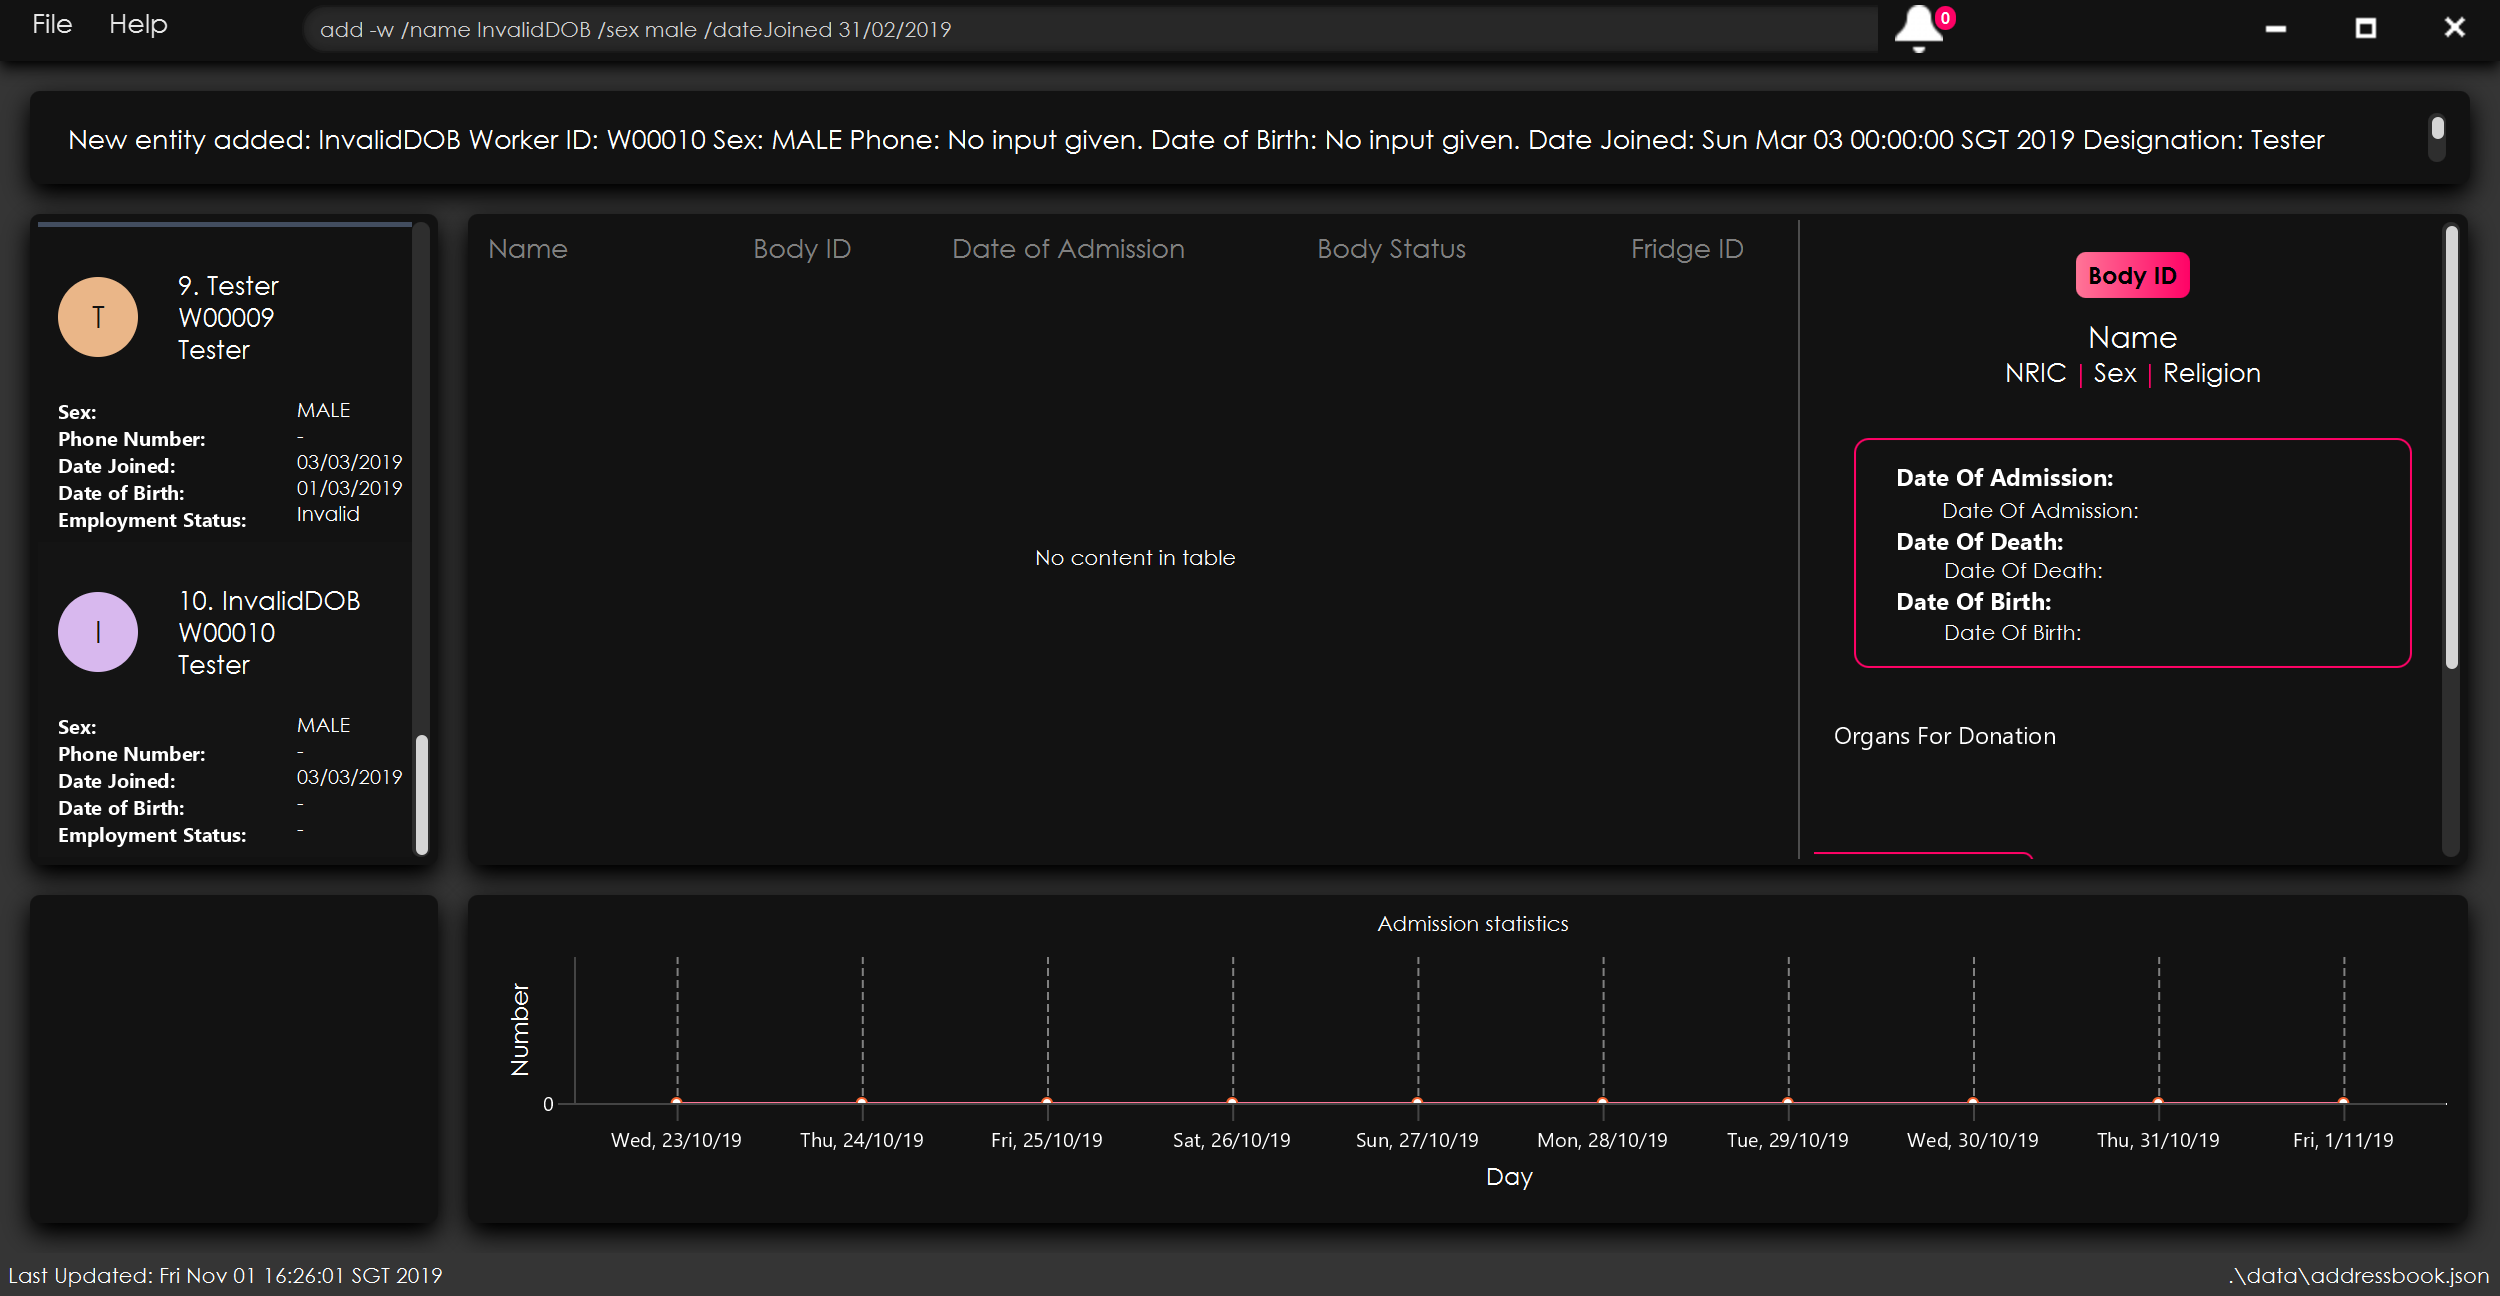 File Help
add -w /name InvalidDOB /sex male /dateJoined 31/02/2019
0
New entity added: InvalidDOB Worker ID: W00010 Sex: MALE Phone: No input given. Date of Birth: No input given. Date Joined: Sun Mar 03 00:00:00 SGT 2019 Designation: Tester
T
9. Tester
W00009
Tester
Sex: MALE
Phone Number: -
Date Joined: 03/03/2019
Date of Birth: 01/03/2019
Employment Status: Invalid
I
10. InvalidDOB
W00010
Tester
Sex: MALE
Phone Number: -
Date Joined: 03/03/2019
Date of Birth: -
Employment Status: -
Name Body ID Date of Admission Body Status Fridge ID
No content in table
Body ID
Name
NRIC | Sex | Religion
Date Of Admission:
Date Of Admission:
Date Of Death:
Date Of Death:
Date Of Birth:
Date Of Birth:
Organs For Donation
Admission statistics
Number
0
Wed, 23/10/19 Thu, 24/10/19 Fri, 25/10/19 Sat, 26/10/19 Sun, 27/10/19 Mon, 28/10/19 Tue, 29/10/19 Wed, 30/10/19 Thu, 31/10/19 Fri, 1/11/19
Day
Last Updated: Fri Nov 01 16:26:01 SGT 2019
.\data\addressbook.json